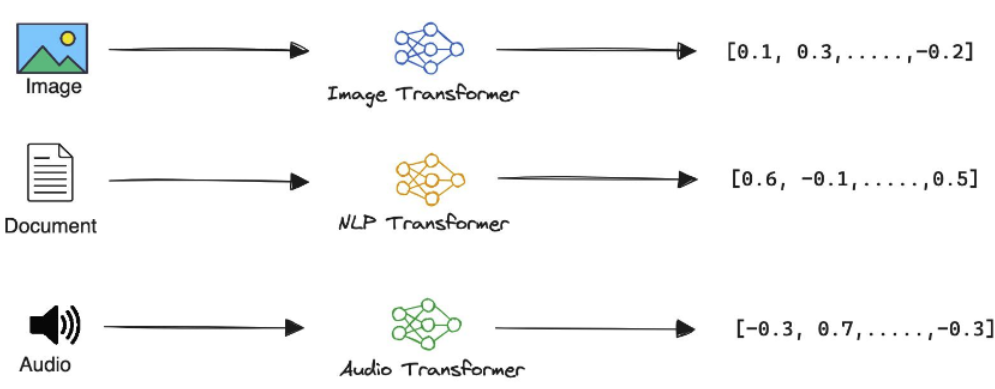 [0.1, 0.3,.....,-0.2]
Image
Image Transformer
[0.6, -0.1,.....,0.5]
Document
NLP Transformer
[-0.3, 0.7,.....,-0.3]
Audio
Audio Transformer